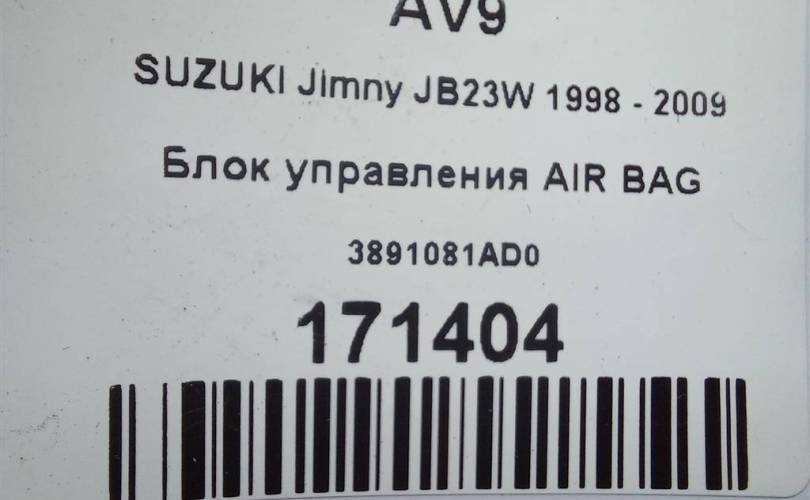 AV9
SUZUKI Jimny JB23W 1998 - 2009
Блок управления AIR BAG
3891081AD0
171404